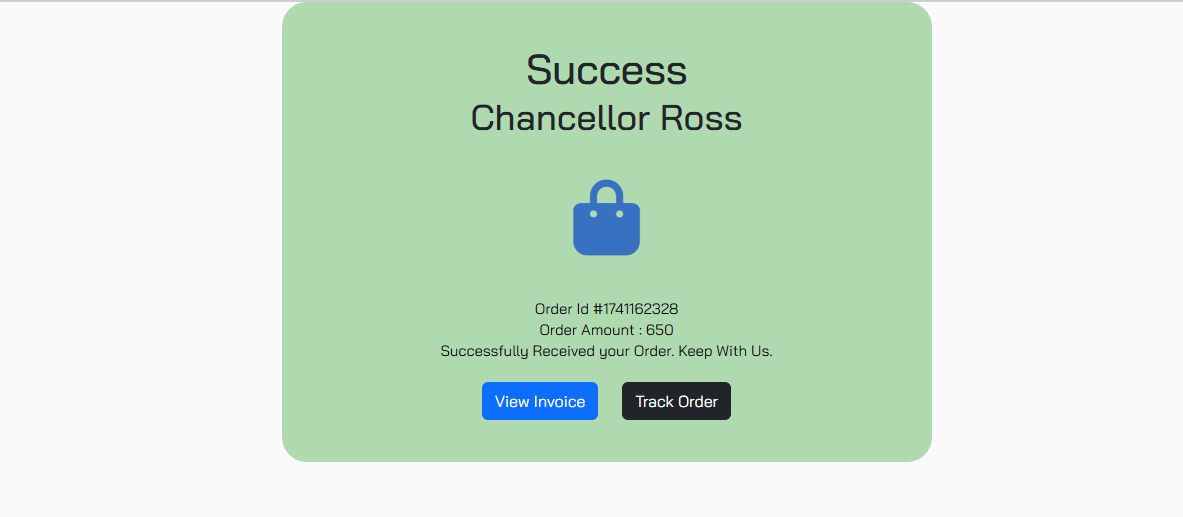 Success
Chancellor Ross
Order Id #1741162328
Order Amount : 650
Successfully Received your Order. Keep With Us.
View Invoice
Track Order